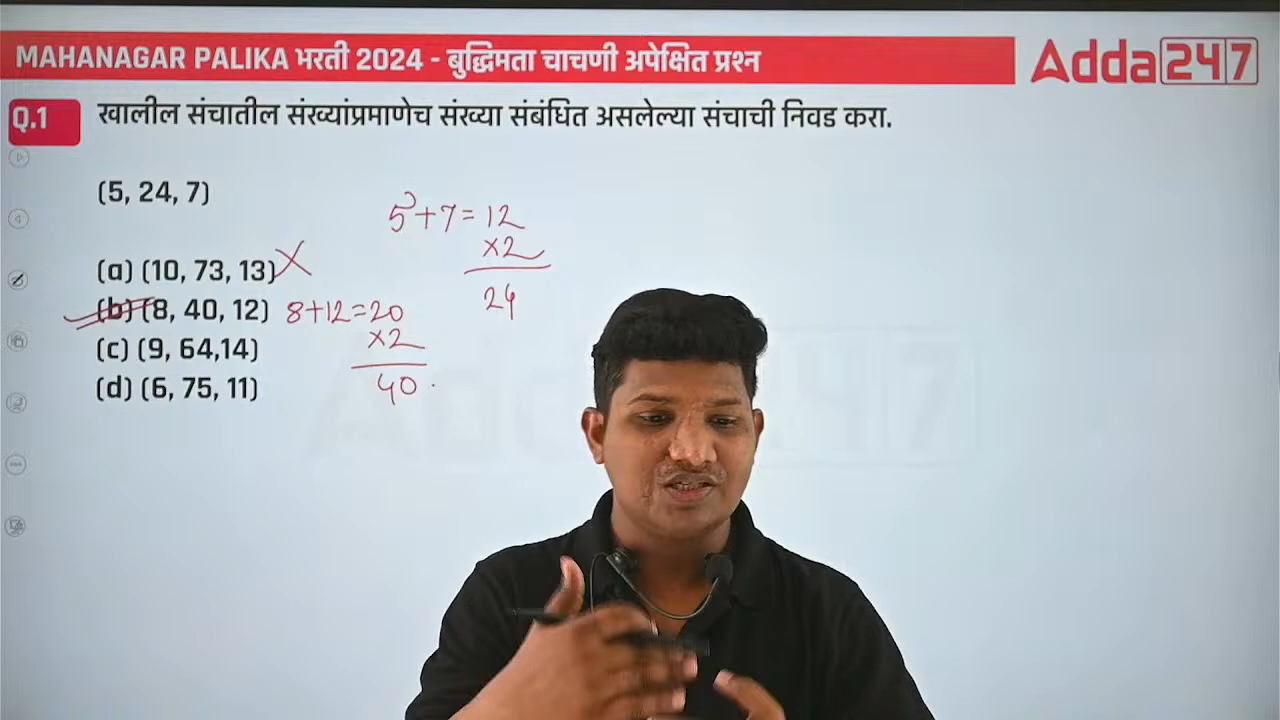 MAHANAGAR PALIKA भरती 2024 - बुद्धिमता चाचणी अपेक्षित प्रश्न
Adda247
Q.1 खालील संचातील संख्यांप्रमाणेच संख्या संबंधित असलेल्या संचाची निवड करा.
(5, 24, 7)
5+7=12
×2
24
(a) (10, 73, 13) ×
(b) (8, 40, 12) 8+12=20
×2
40
(c) (9, 64,14)
(d) (6, 75, 11)
Adda247